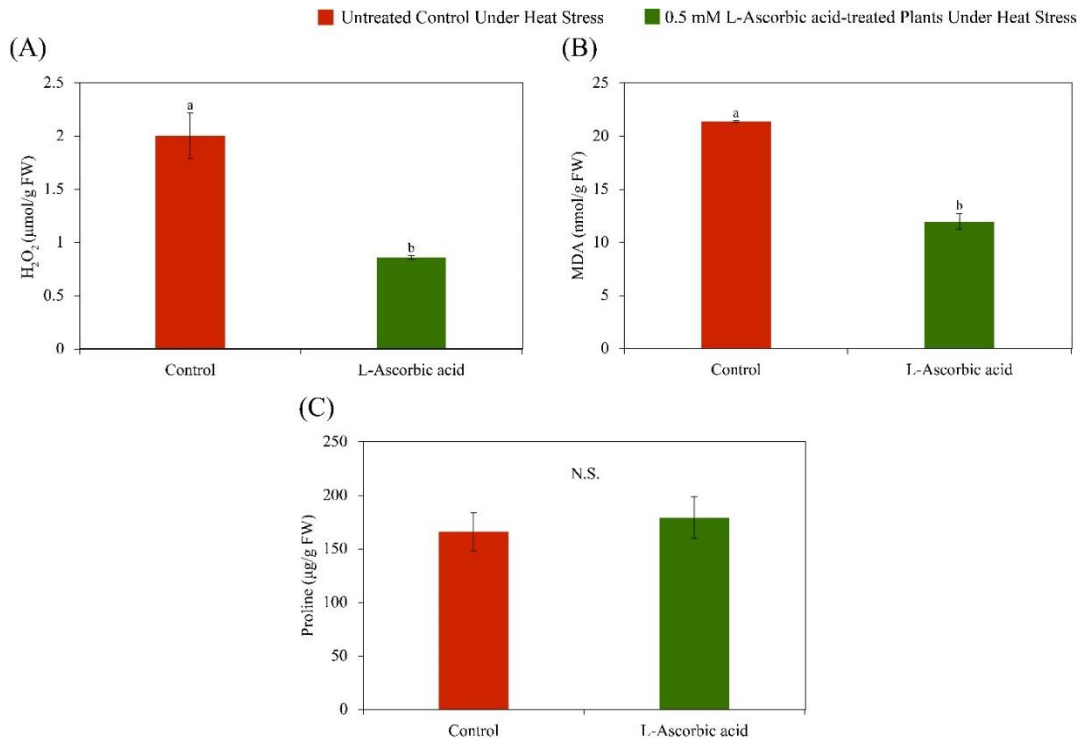 Untreated Control Under Heat Stress
0.5 mM L-Ascorbic acid-treated Plants Under Heat Stress
(A)
H₂O₂ (µmol/g FW)
2.5
2
1.5
1
0.5
0
a
b
Control
L-Ascorbic acid
(B)
MDA (nmol/g FW)
25
20
15
10
5
0
a
b
Control
L-Ascorbic acid
(C)
Proline (µg/g FW)
250
200
150
100
50
0
N.S.
Control
L-Ascorbic acid